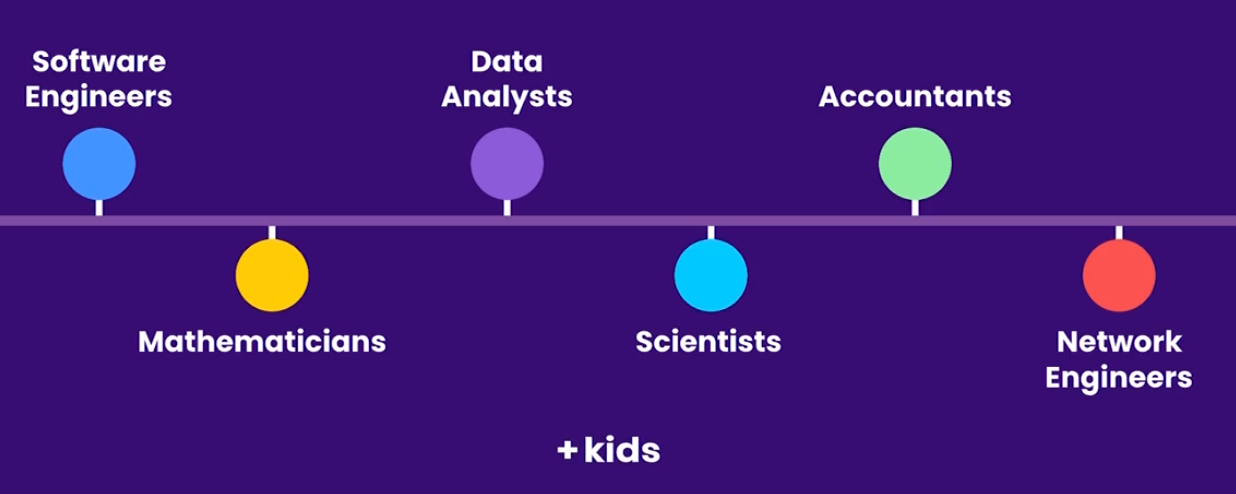 Software
Engineers
Data
Analysts
Accountants
Mathematicians
Scientists
Network
Engineers
+ kids